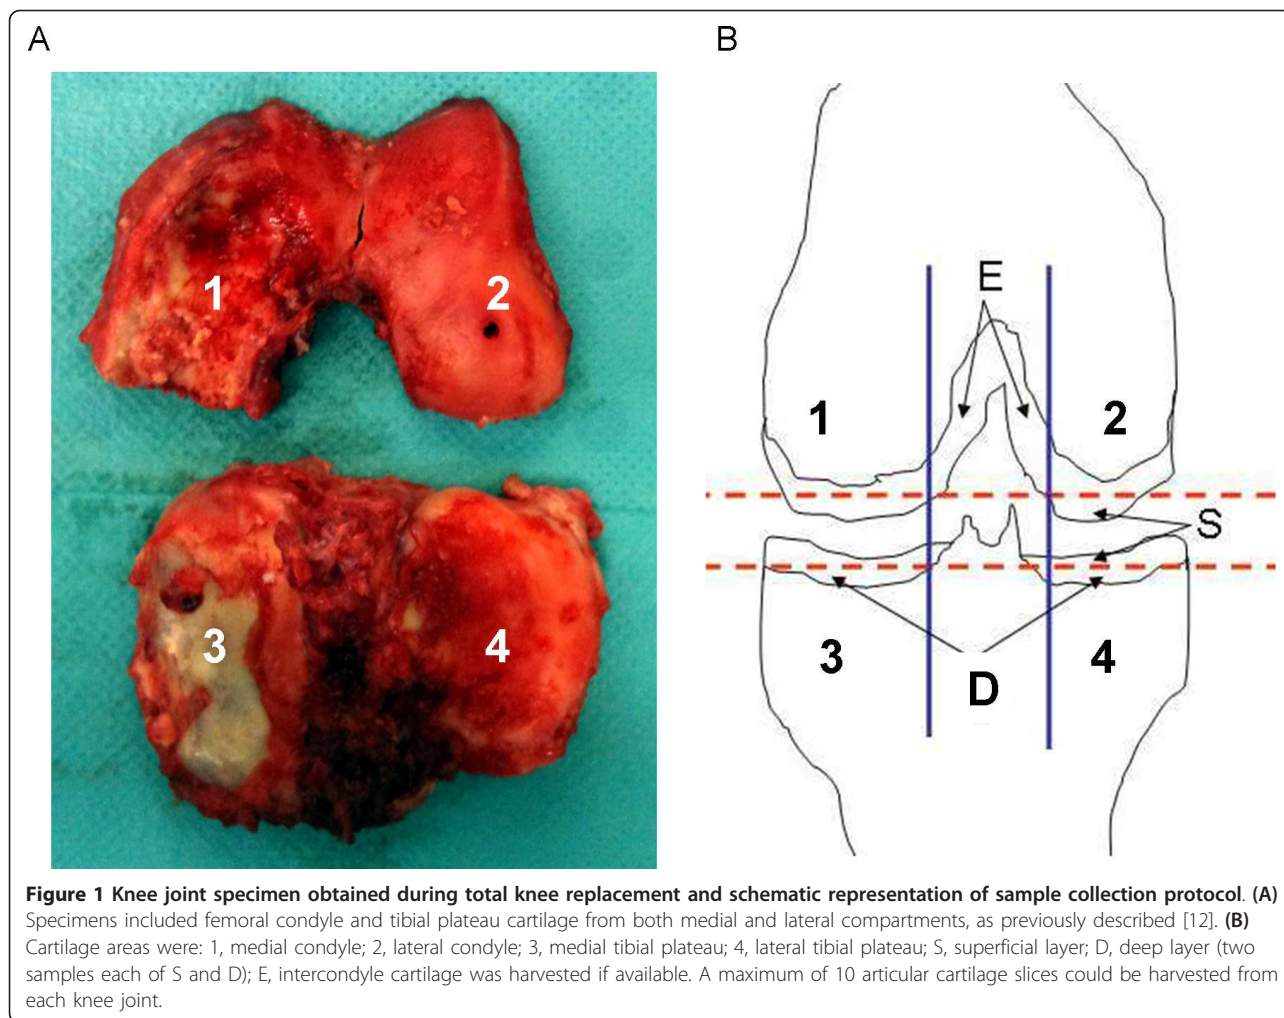 A
B
1
2
3
4
E
1
2
S
3
4
D
Figure 1 Knee joint specimen obtained during total knee replacement and schematic representation of sample collection protocol. (A)
Specimens included femoral condyle and tibial plateau cartilage from both medial and lateral compartments, as previously described [12]. (B)
Cartilage areas were: 1, medial condyle; 2, lateral condyle; 3, medial tibial plateau; 4, lateral tibial plateau; S, superficial layer; D, deep layer (two
samples each of S and D); E, intercondyle cartilage was harvested if available. A maximum of 10 articular cartilage slices could be harvested from
each knee joint.